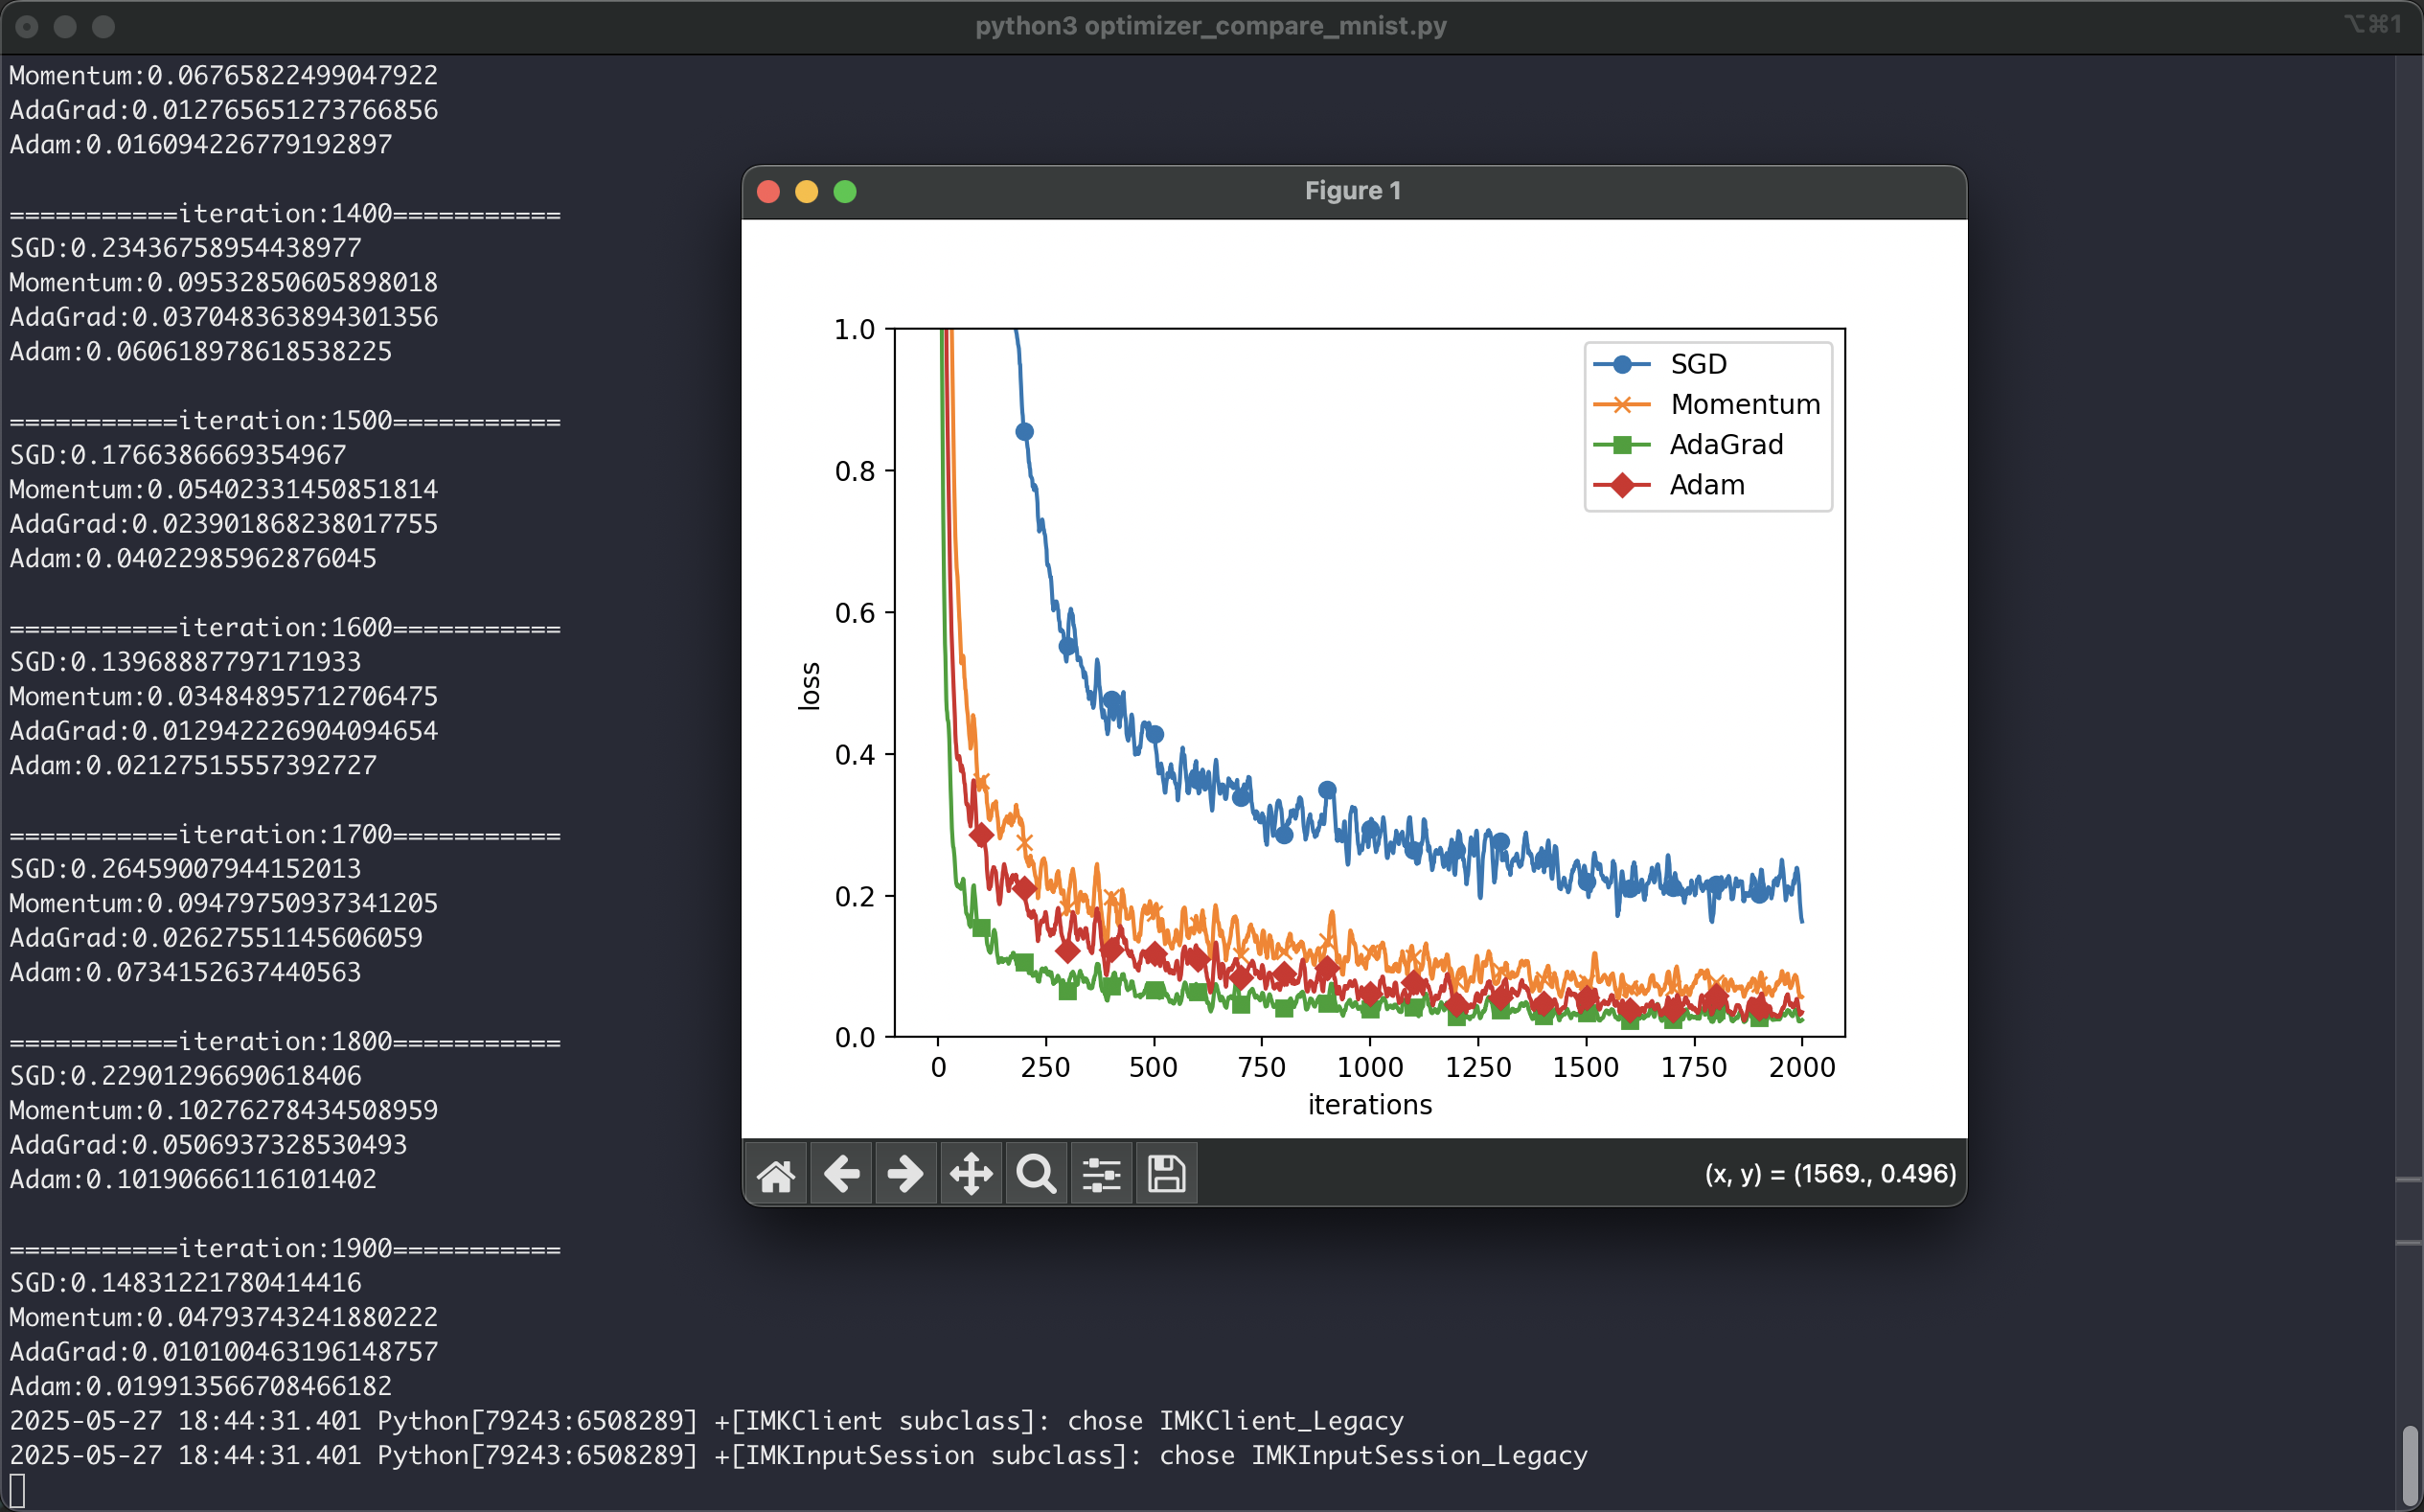 python3 optimizer_compare_mnist.py
⌥⌘1
Momentum:0.06765822499047922
AdaGrad:0.012765651273766856
Adam:0.016094226779192897
===========iteration:1400===========
SGD:0.23436758954438977
Momentum:0.09532850605898018
AdaGrad:0.037048363894301356
Adam:0.060618978618538225
===========iteration:1500===========
SGD:0.1766386669354967
Momentum:0.05402331450851814
AdaGrad:0.023901868238017755
Adam:0.04022985962876045
===========iteration:1600===========
SGD:0.13968887797171933
Momentum:0.03484895712706475
AdaGrad:0.012942226904094654
Adam:0.02127515557392727
===========iteration:1700===========
SGD:0.26459007944152013
Momentum:0.09479750937341205
AdaGrad:0.02627551145606059
Adam:0.0734152637440563
===========iteration:1800===========
SGD:0.22901296690618406
Momentum:0.10276278434508959
AdaGrad:0.0506937328530493
Adam:0.10190666116101402
===========iteration:1900===========
SGD:0.14831221780414416
Momentum:0.04793743241880222
AdaGrad:0.010100463196148757
Adam:0.019913566708466182
2025-05-27 18:44:31.401 Python[79243:6508289] +[IMKClient subclass]: chose IMKClient_Legacy
2025-05-27 18:44:31.401 Python[79243:6508289] +[IMKInputSession subclass]: chose IMKInputSession_Legacy
Figure 1
1.0
0.8
0.6
0.4
0.2
0.0
loss
SGD
Momentum
AdaGrad
Adam
0 250 500 750 1000 1250 1500 1750 2000
iterations
(x, y) = (1569., 0.496)